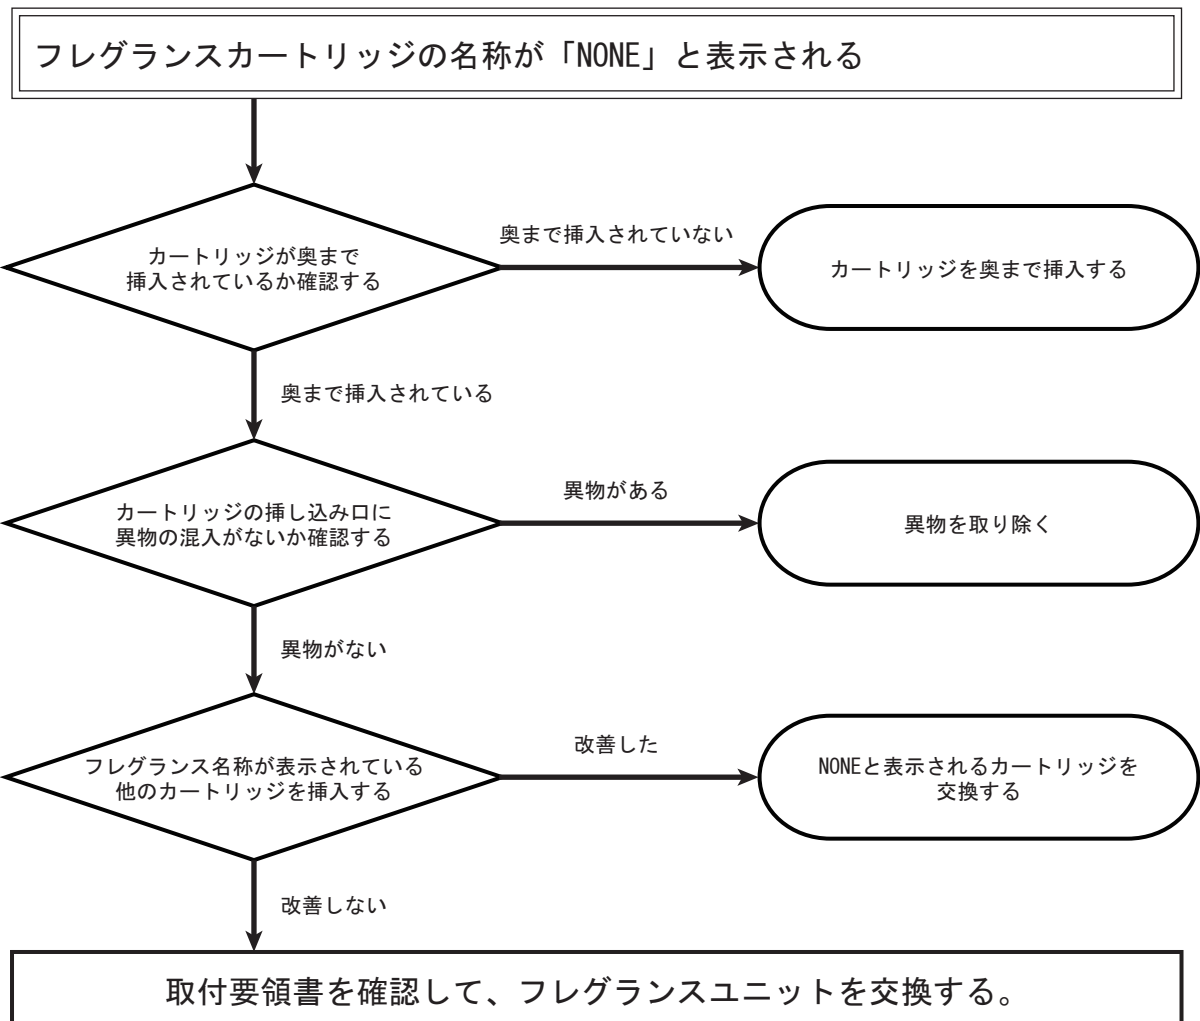 フレグランスカートリッジの名称が「NONE」と表示される
カートリッジが奥まで
挿入されているか確認する
奥まで挿入されていない
カートリッジを奥まで挿入する
奥まで挿入されている
カートリッジの挿し込み口に
異物の混入がないか確認する
異物がある
異物を取り除く
異物がない
フレグランス名称が表示されている
他のカートリッジを挿入する
改善した
NONEと表示されるカートリッジを
交換する
改善しない
取付要領書を確認して、フレグランスユニットを交換する。